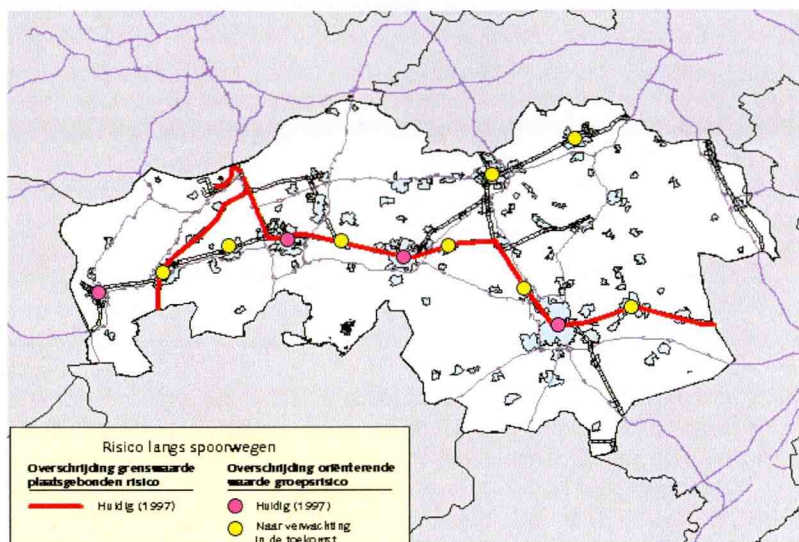 Risico langs spoorwegen
Overschrijding grenswaarde
plaatsgebonden risico
Huidig (1997)
Overschrijding oriënterende
waarde groepsrisico
Huidig (1997)
Naar verwachting
in de toekomst